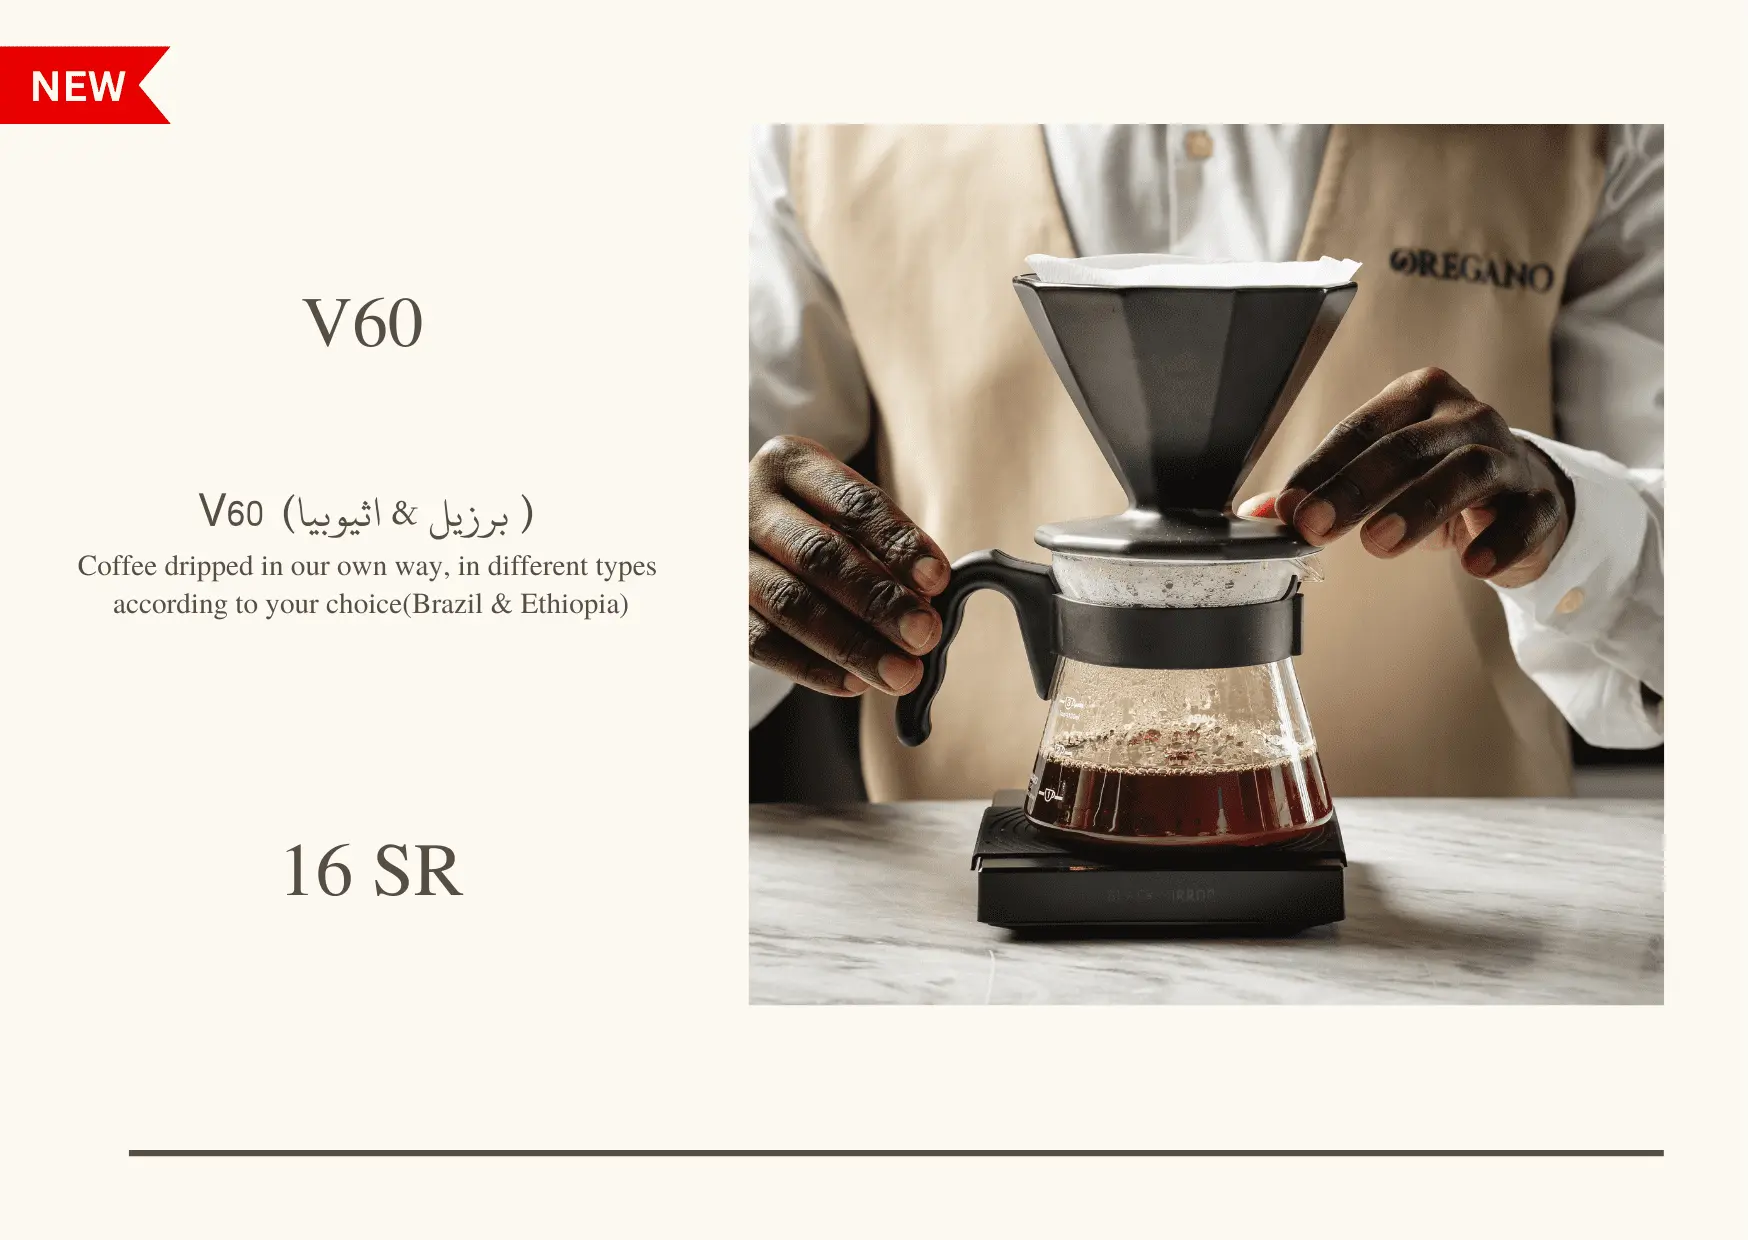 NEW
V60
V60 (برزيل & اثيوبيا)
Coffee dripped in our own way, in different types
according to your choice(Brazil & Ethiopia)
16 SR
OREGANO